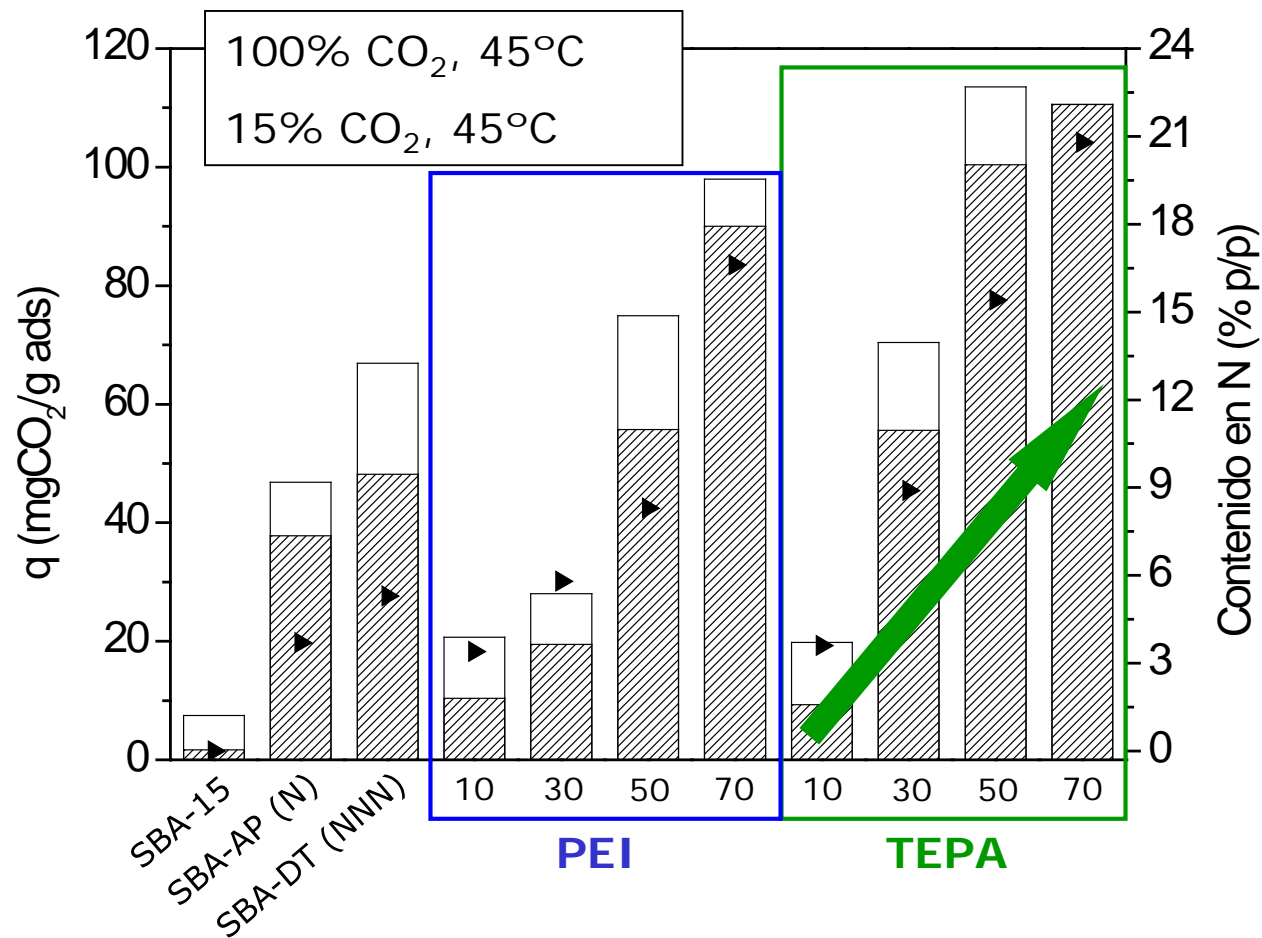 100% CO₂, 45ºC
15% CO₂, 45ºC
q (mgCO₂/g ads)
120
100
80
60
40
20
0
24
21
18
15
12
9
6
3
0
Contenido en N (% p/p)
SBA-15
SBA-AP (N)
SBA-DT (NNN)
10 30 50 70 10 30 50 70
PEI TEPA